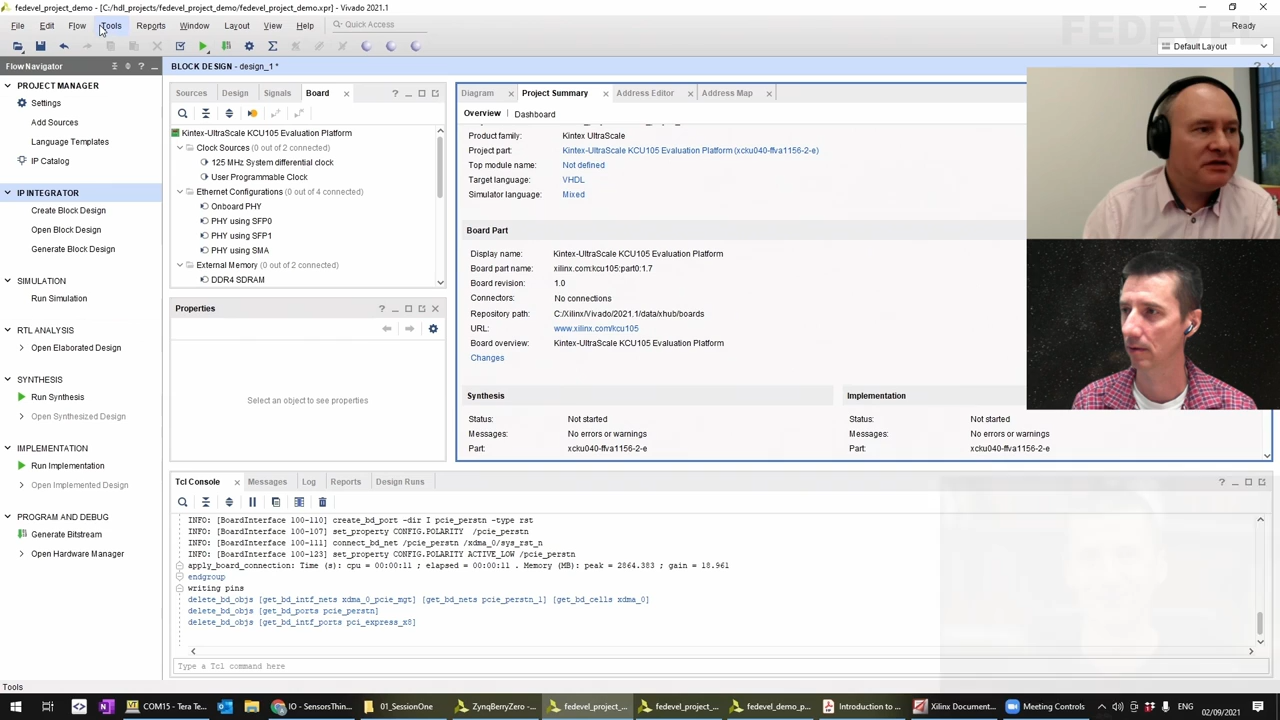 fedevel_project_demo - [C:/hdl_projects/fedevel_project_demo/fedevel_project_demo.xpr] - Vivado 2021.1
File Edit Flow Tools Reports Window Layout View Help Quick Access Ready
FEDEVEL
Default Layout
Flow Navigator
BLOCK DESIGN - design_1 *
PROJECT MANAGER
Settings
Add Sources
Language Templates
IP Catalog
IP INTEGRATOR
Create Block Design
Open Block Design
Generate Block Design
SIMULATION
Run Simulation
RTL ANALYSIS
Open Elaborated Design
SYNTHESIS
Run Synthesis
Open Synthesized Design
IMPLEMENTATION
Run Implementation
Open Implemented Design
PROGRAM AND DEBUG
Generate Bitstream
Open Hardware Manager
Sources Design Signals Board
Kintex-UltraScale KCU105 Evaluation Platform
Clock Sources (0 out of 2 connected)
125 MHz System differential clock
User Programmable Clock
Ethernet Configurations (0 out of 4 connected)
Onboard PHY
PHY using SFP0
PHY using SFP1
PHY using SMA
External Memory (0 out of 2 connected)
DDR4 SDRAM
Properties
Select an object to see properties
Diagram Project Summary Address Editor Address Map
Overview Dashboard
Product family: Kintex UltraScale
Project part: Kintex-UltraScale KCU105 Evaluation Platform (xcku040-ffva1156-2-e)
Top module name: Not defined
Target language: VHDL
Simulator language: Mixed
Board Part
Display name: Kintex-UltraScale KCU105 Evaluation Platform
Board part name: xilinx.com:kcu105:part0:1.7
Board revision: 1.0
Connectors: No connections
Repository path: C:/Xilinx/Vivado/2021.1/data/xhub/boards
URL: www.xilinx.com/kcu105
Board overview: Kintex-UltraScale KCU105 Evaluation Platform
Changes
Synthesis
Status: Not started
Messages: No errors or warnings
Part: xcku040-ffva1156-2-e
Implementation
Status: Not started
Messages: No errors or warnings
Part: xcku040-ffva1156-2-e
Tcl Console Messages Log Reports Design Runs
INFO: [BoardInterface 100-110] create_bd_port -dir I pcie_perstn -type rst
INFO: [BoardInterface 100-107] set_property CONFIG.POLARITY /pcie_perstn
INFO: [BoardInterface 100-111] connect_bd_net /pcie_perstn /xdma_0/sys_rst_n
INFO: [BoardInterface 100-123] set_property CONFIG.POLARITY ACTIVE_LOW /pcie_perstn
apply_board_connection: Time (s): cpu = 00:00:11 ; elapsed = 00:00:11 . Memory (MB): peak = 2864.383 ; gain = 18.961
endgroup
writing pins
delete_bd_objs [get_bd_intf_nets xdma_0_pcie_mgt] [get_bd_nets pcie_perstn_1] [get_bd_cells xdma_0]
delete_bd_objs [get_bd_ports pcie_perstn]
delete_bd_objs [get_bd_intf_ports pci_express_x8]
Type a Tcl command here
Tools
COM15 - Tera Te... IO - SensorsThin... 01_SessionOne ZynqBerryZero - ... fedevel_project_... fedevel_project_... fedevel_demo_p... Introduction to ... Xilinx Document... Meeting Controls ENG 02/09/2021